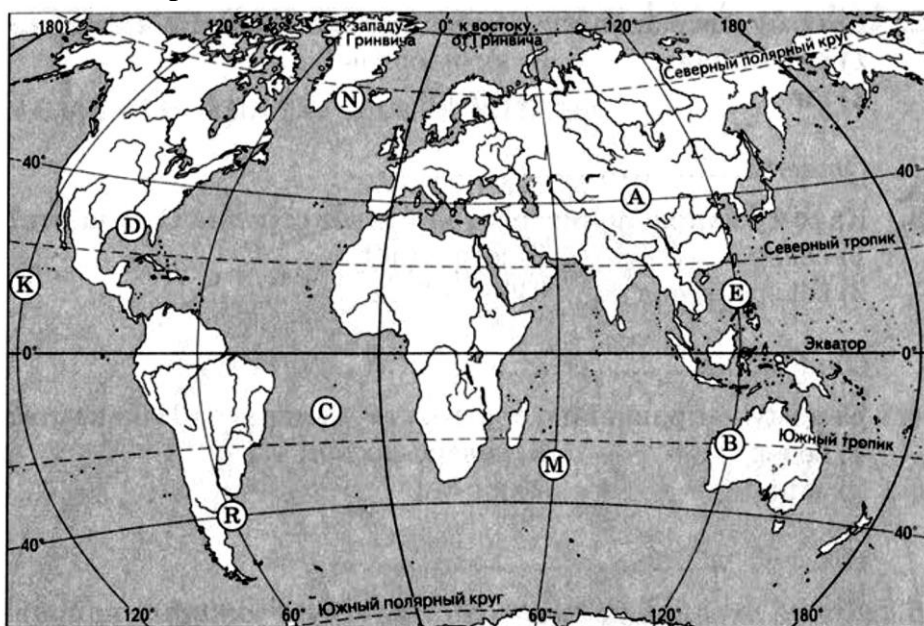 180° 120° к западу от Гринвича 0° к востоку от Гринвича 120° 180°
Северный полярный круг
N
40° 40°
A
D
Северный тропик
K
E
Экватор
0° 0°
C
B
Южный тропик
M
R
40° 40°
Южный полярный круг
120° 60° 0° 60° 120° 180°